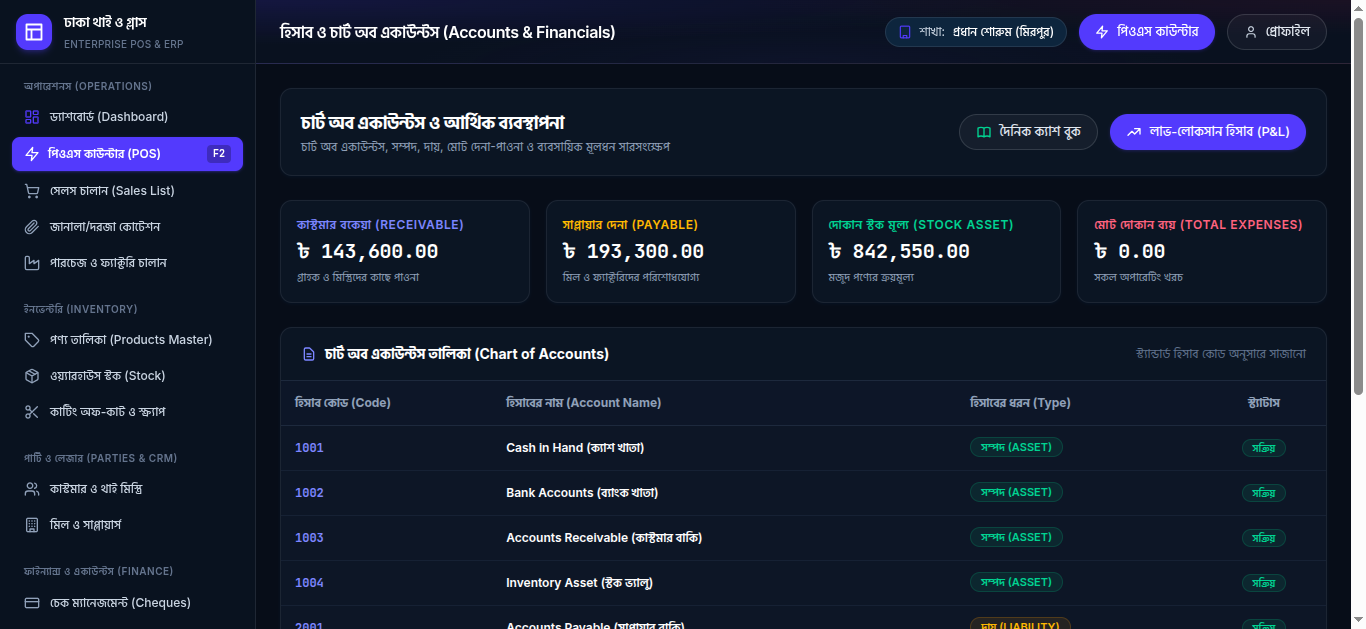 ঢাকা থাই ও গ্লাস
ENTERPRISE POS & ERP
অপারেশনস (OPERATIONS)
ড্যাশবোর্ড (Dashboard)
পিওএস কাউন্টার (POS) F2
সেলস চালান (Sales List)
জানালা/দরজা কোটেশন
পারচেজ ও ফ্যাক্টরি চালান
ইনভেন্টরি (INVENTORY)
পণ্য তালিকা (Products Master)
ওয়্যারহাউস স্টক (Stock)
কাটিং অফ-কাট ও স্ক্র্যাপ
পার্টি ও লেজার (PARTIES & CRM)
কাস্টমার ও থাই মিস্ত্রি
মিল ও সাপ্লায়ার্স
ফাইন্যান্স ও একাউন্টস (FINANCE)
চেক ম্যানেজমেন্ট (Cheques)
হিসাব ও চার্ট অব একাউন্টস (Accounts & Financials)
শাখা: প্রধান শোরুম (মিরপুর)
পিওএস কাউন্টার
প্রোফাইল
চার্ট অব একাউন্টস ও আর্থিক ব্যবস্থাপনা
চার্ট অব একাউন্টস, সম্পদ, দায়, মোট দেনা-পাওনা ও ব্যবসায়িক মূলধন সারসংক্ষেপ
দৈনিক ক্যাশ বুক
লাভ-লোকসান হিসাব (P&L)
কাস্টমার বকেয়া (RECEIVABLE)
৳ 143,600.00
গ্রাহক ও মিস্ত্রিদের কাছে পাওনা
সাপ্লায়ার দেনা (PAYABLE)
৳ 193,300.00
মিল ও ফ্যাক্টরিদের পরিশোধযোগ্য
দোকান স্টক মূল্য (STOCK ASSET)
৳ 842,550.00
মজুদ পণ্যের ক্রয়মূল্য
মোট দোকান ব্যয় (TOTAL EXPENSES)
৳ 0.00
সকল অপারেটিং খরচ
চার্ট অব একাউন্টস তালিকা (Chart of Accounts)
স্ট্যান্ডার্ড হিসাব কোড অনুসারে সাজানো
হিসাব কোড (Code) হিসাবের নাম (Account Name) হিসাবের ধরন (Type) স্ট্যাটাস
1001 Cash in Hand (ক্যাশ খাতা) সম্পদ (ASSET) সক্রিয়
1002 Bank Accounts (ব্যাংক খাতা) সম্পদ (ASSET) সক্রিয়
1003 Accounts Receivable (কাস্টমার বাকি) সম্পদ (ASSET) সক্রিয়
1004 Inventory Asset (স্টক ভ্যালু) সম্পদ (ASSET) সক্রিয়
2001 Accounts Payable (সাপ্লায়ার বাকি) দায় (LIABILITY) সক্রিয়